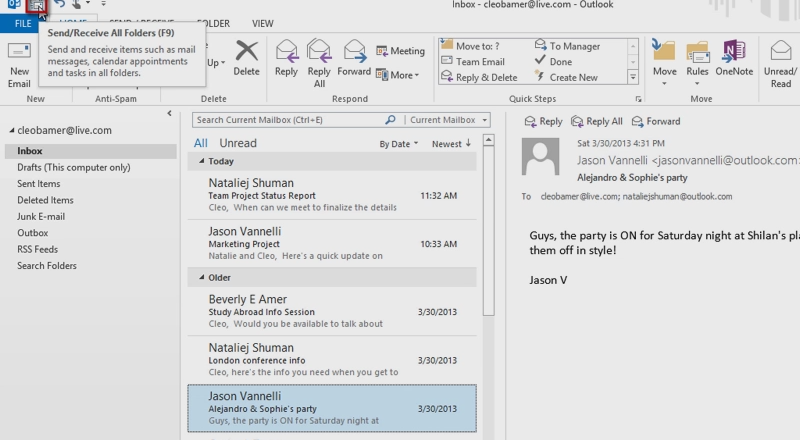 Inbox - cleobamer@live.com - Outlook
FILE HOME SEND / RECEIVE FOLDER VIEW
Send/Receive All Folders (F9)
Send and receive items such as mail
messages, calendar appointments
and tasks in all folders.
New
Email
New
Anti-Spam
Up
Delete
Delete
Reply
Reply
All
Forward
Meeting
More
Respond
Move to: ?
Team Email
Reply & Delete
To Manager
Done
Create New
Quick Steps
Move
Rules
OneNote
Move
Unread/
Read
cleobamer@live.com
Inbox
Drafts (This computer only)
Sent Items
Deleted Items
Junk E-mail
Outbox
RSS Feeds
Search Folders
Search Current Mailbox (Ctrl+E)
Current Mailbox
All Unread
By Date Newest
Today
Nataliej Shuman
Team Project Status Report 11:32 AM
Cleo, When can we meet to finalize the details
Jason Vannelli
Marketing Project 10:33 AM
Natalie and Cleo, Here's a quick update on
Older
Beverly E Amer
Study Abroad Info Session 3/30/2013
Cleo, Would you be available to talk about
Nataliej Shuman
London conference info 3/30/2013
Cleo, here's the info you need when you get to
Jason Vannelli
Alejandro & Sophie's party 3/30/2013
Guys, the party is ON for Saturday night at
Reply Reply All Forward
Sat 3/30/2013 4:31 PM
Jason Vannelli <jasonvannelli@outlook.com>
Alejandro & Sophie's party
To cleobamer@live.com; nataliejshuman@outlook.com
Guys, the party is ON for Saturday night at Shilan's pla
them off in style!
Jason V